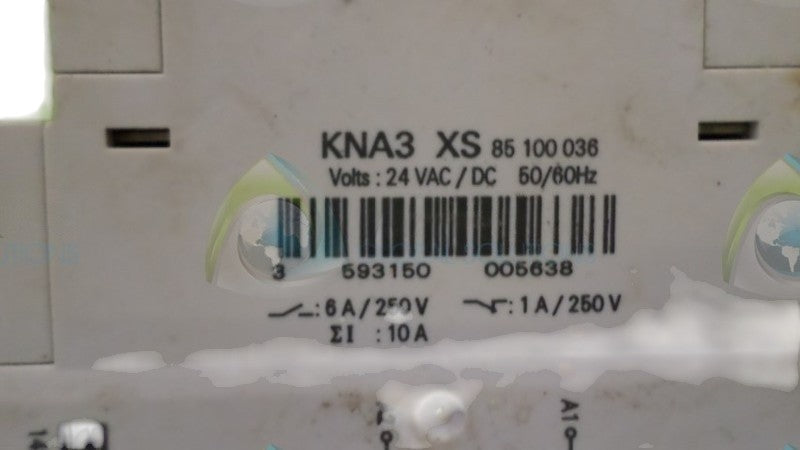 KNA3 XS 85 100 036
Volts : 24 VAC / DC 50/60Hz
3 593150 005638
: 6 A / 250 V : 1 A / 250 V
ΣI : 10 A
14
A1